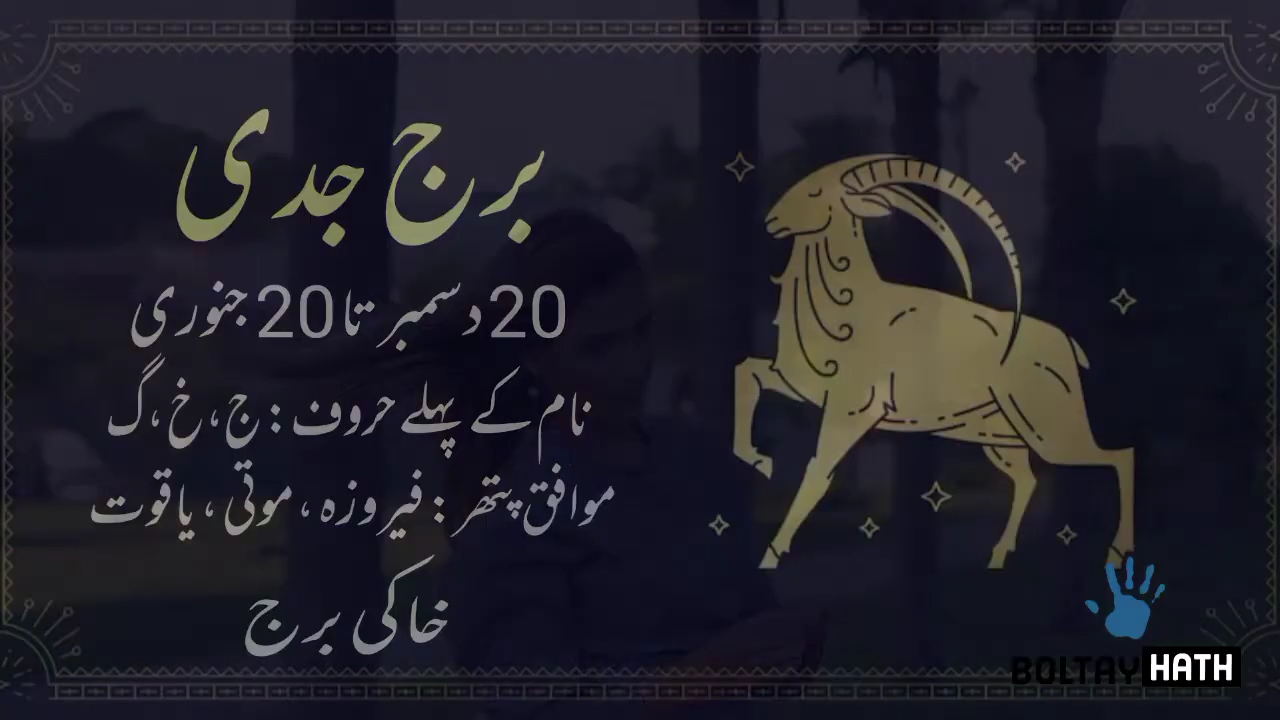 برج جدی
20 دسمبر تا 20 جنوری
نام کے پہلے حروف : ج، خ، گ
موافق پتھر : فیروزہ، موتی، یاقوت
خاکی برج
BOLTAY HATH